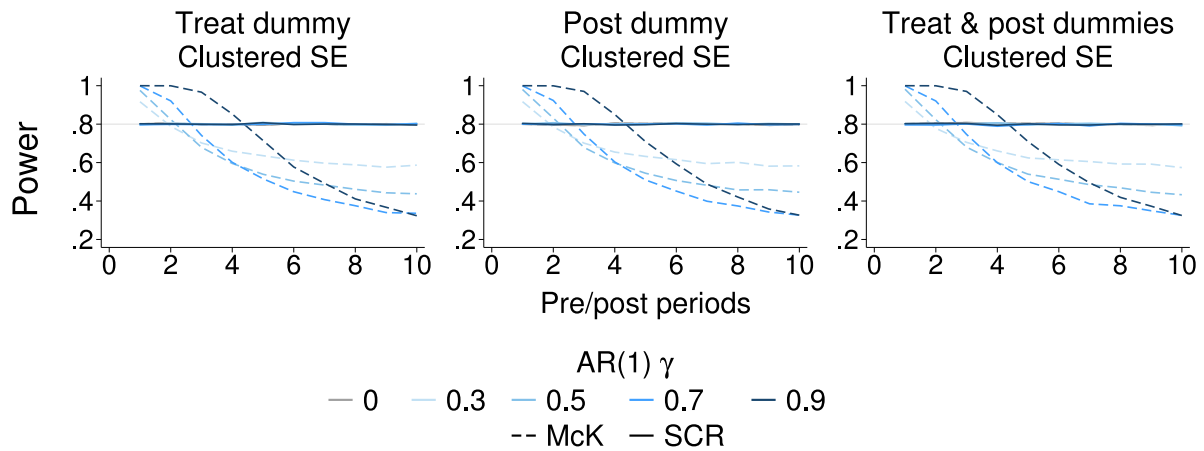 Treat dummy
Clustered SE
Post dummy
Clustered SE
Treat & post dummies
Clustered SE
Power
1
.8
.6
.4
.2
0 2 4 6 8 10
1
.8
.6
.4
.2
0 2 4 6 8 10
1
.8
.6
.4
.2
0 2 4 6 8 10
Pre/post periods
AR(1) γ
0 0.3 0.5 0.7 0.9
McK SCR